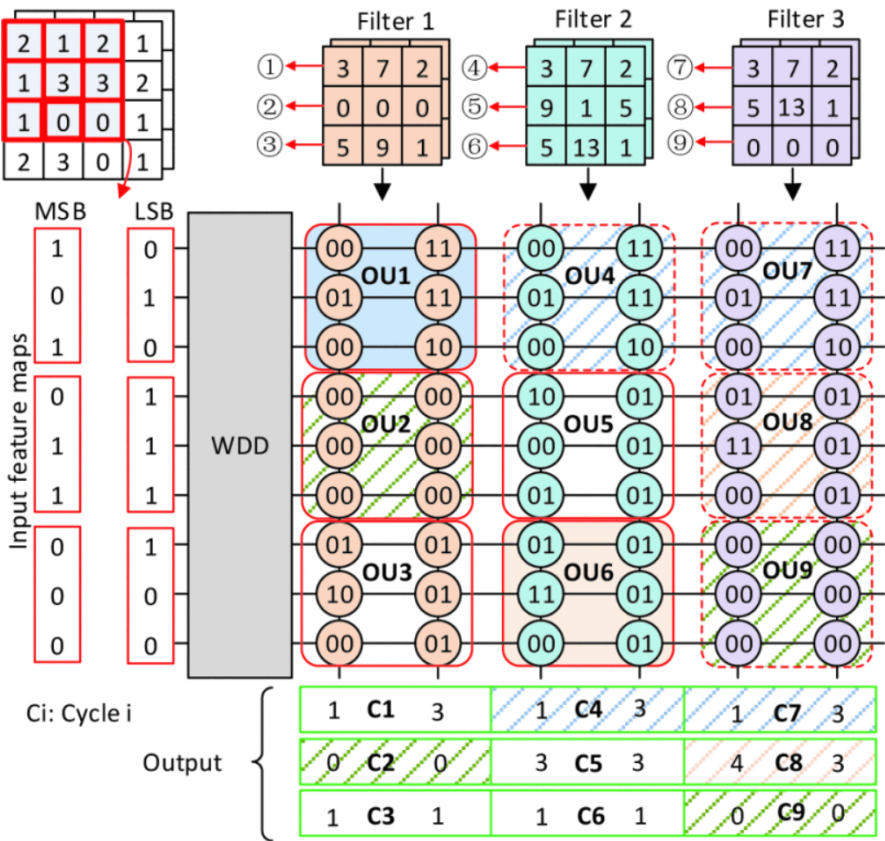 Filter 1 Filter 2 Filter 3
2 1 2 1
1 3 3 2
1 0 0 1
2 3 0 1
① 3 7 2
② 0 0 0
③ 5 9 1
④ 3 7 2
⑤ 9 1 5
⑥ 5 13 1
⑦ 3 7 2
⑧ 5 13 1
⑨ 0 0 0
MSB LSB
Input feature maps
1 0
0 1
1 0
0 1
1 1
1 1
0 1
0 0
0 0
WDD
00 11 00 11 00 11
OU1 OU4 OU7
01 11 01 11 01 11
00 10 00 10 00 10
00 00 10 01 01 01
OU2 OU5 OU8
00 00 00 01 11 01
00 00 01 01 00 01
01 01 01 01 00 00
OU3 OU6 OU9
10 01 11 01 00 00
00 01 00 01 00 00
Ci: Cycle i
Output
1 C1 3 1 C4 3 1 C7 3
0 C2 0 3 C5 3 4 C8 3
1 C3 1 1 C6 1 0 C9 0